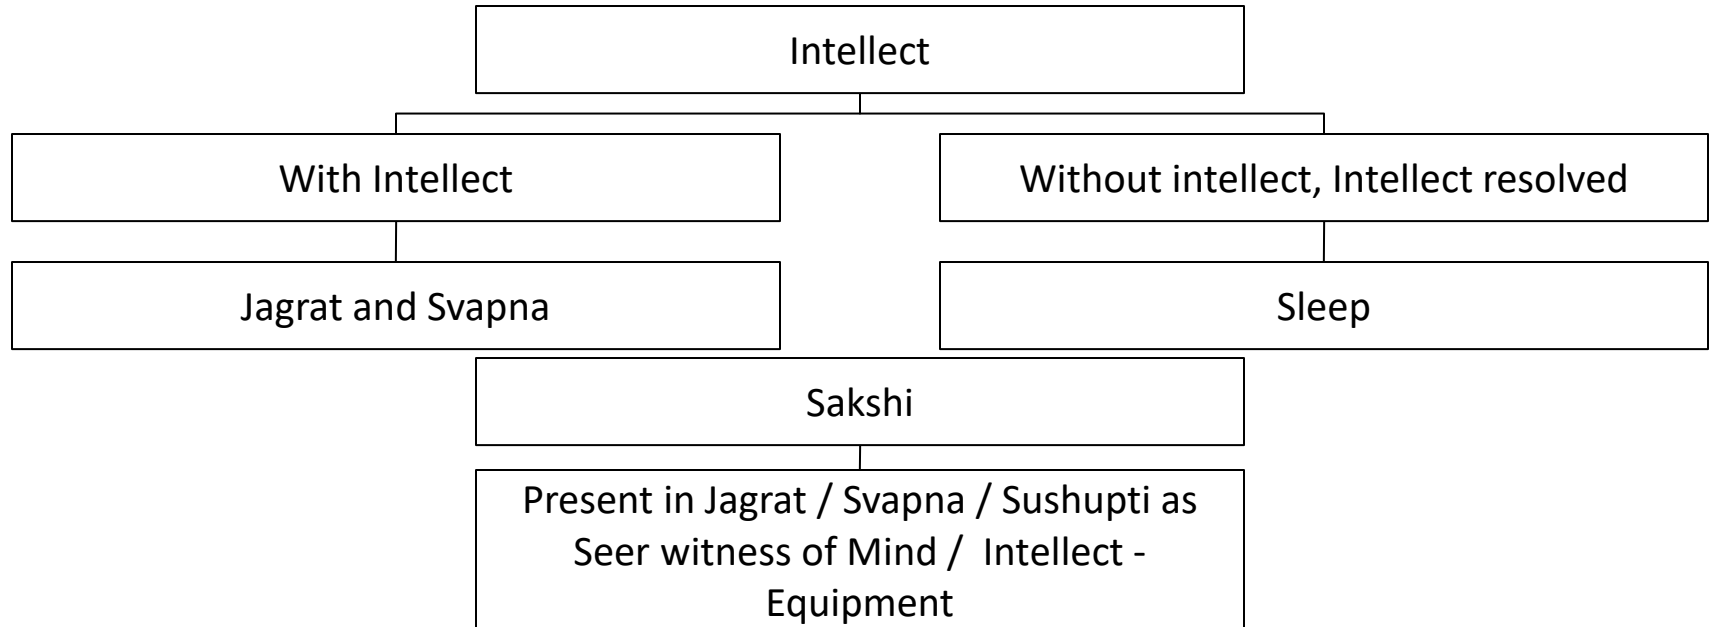 Intellect
With Intellect
Without intellect, Intellect resolved
Jagrat and Svapna
Sleep
Sakshi
Present in Jagrat / Svapna / Sushupti as
Seer witness of Mind / Intellect -
Equipment